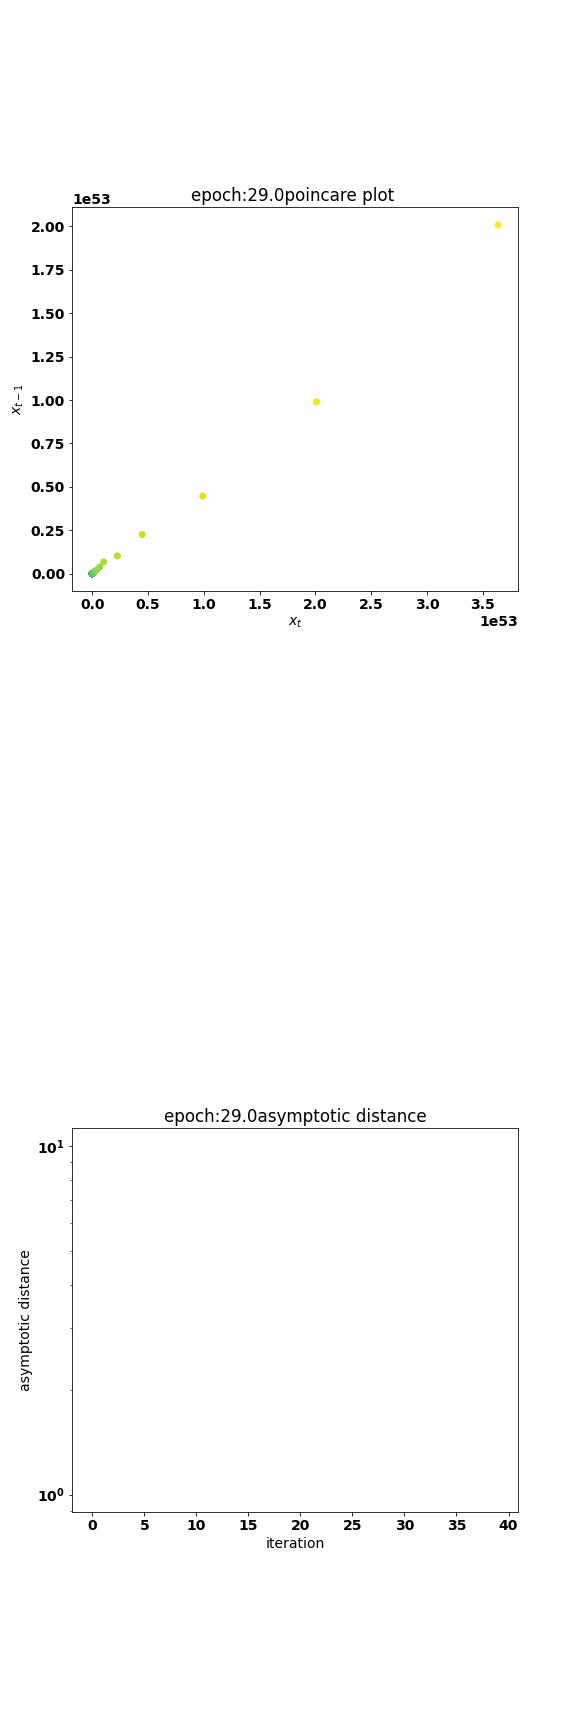 epoch:29.0poincare plot
1e53
2.00
1.75
1.50
1.25
1.00
0.75
0.50
0.25
0.00
x_{t−1}
0.0 0.5 1.0 1.5 2.0 2.5 3.0 3.5
x_t
1e53
epoch:29.0asymptotic distance
10^1
10^0
asymptotic distance
0 5 10 15 20 25 30 35 40
iteration